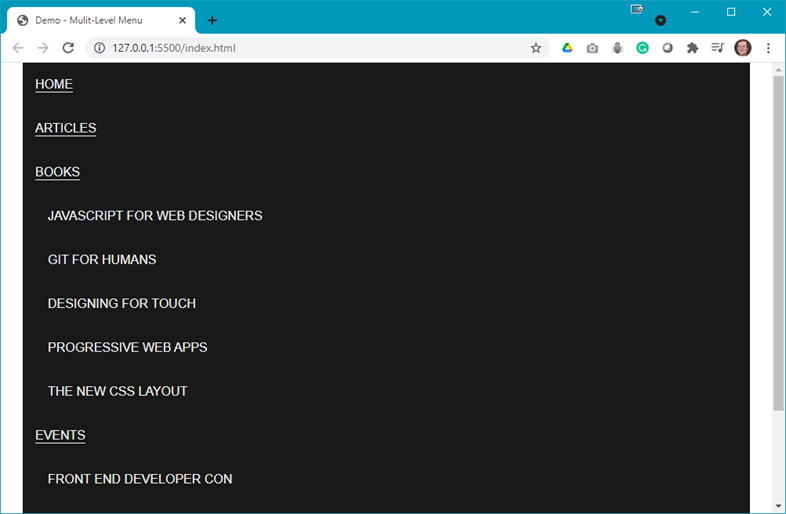 Demo - Mulit-Level Menu
127.0.0.1:5500/index.html
HOME
ARTICLES
BOOKS
JAVASCRIPT FOR WEB DESIGNERS
GIT FOR HUMANS
DESIGNING FOR TOUCH
PROGRESSIVE WEB APPS
THE NEW CSS LAYOUT
EVENTS
FRONT END DEVELOPER CON